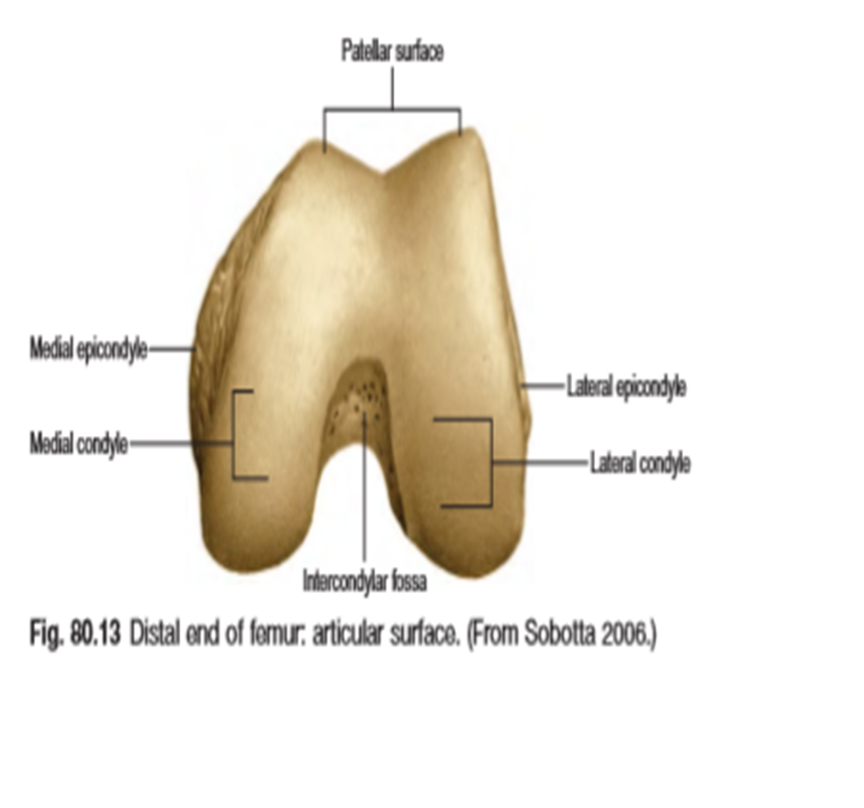 Patellar surface
Medial epicondyle
Lateral epicondyle
Medial condyle
Lateral condyle
Intercondylar fossa
Fig. 80.13 Distal end of femur: articular surface. (From Sobotta 2006.)